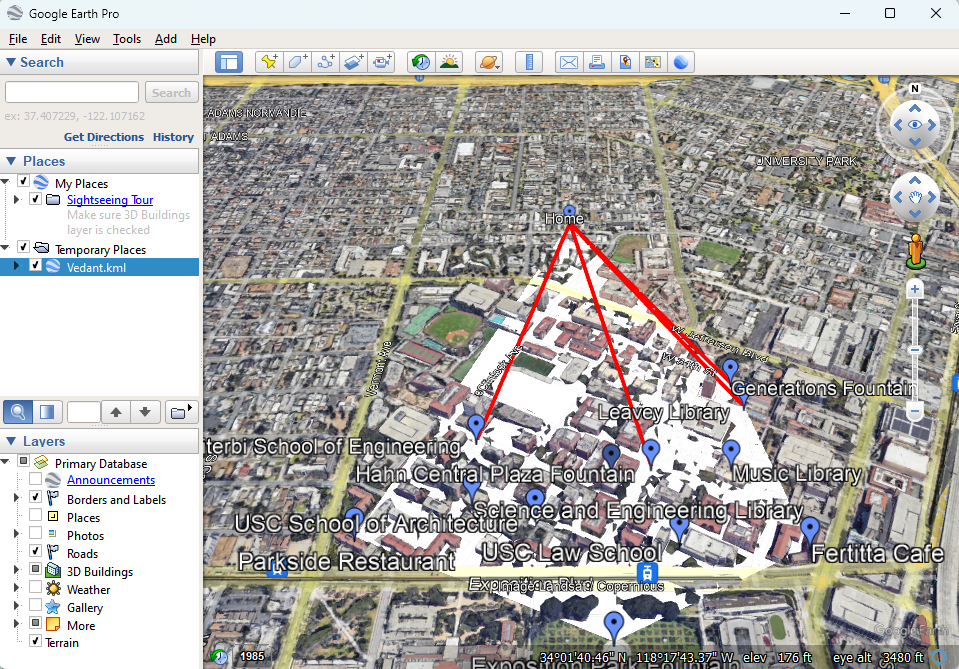 Google Earth Pro
File Edit View Tools Add Help
Search
Search
ex: 37.407229, -122.107162
Get Directions History
Places
My Places
Sightseeing Tour
Make sure 3D Buildings
layer is checked
Temporary Places
Vedant.kml
Layers
Primary Database
Announcements
Borders and Labels
Places
Photos
Roads
3D Buildings
Weather
Gallery
More
Terrain
ADAMS-NORMANDIE
ADAMS
UNIVERSITY PARK
N
Home
W Jefferson Blvd
Vermont Ave
Generations Fountain
Leavey Library
terbi School of Engineering
Hahn Central Plaza Fountain
Music Library
Science and Engineering Library
USC School of Architecture
USC Law School
Fertitta Cafe
Parkside Restaurant
Exposition Blvd
Image Landsat / Copernicus
Google Earth
1985
34°01'40.46" N 118°17'43.37" W elev 176 ft eye alt 3480 ft